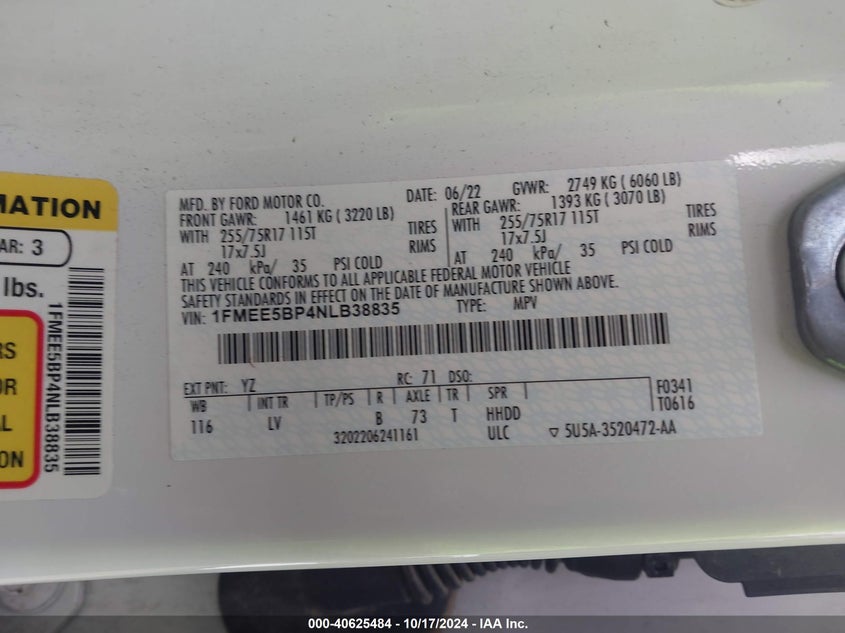 MATION
AR: 3
lbs.
RS
OR
AL
ON
1FMEE5BP4NLB38835
MFD. BY FORD MOTOR CO. DATE: 06/22 GVWR: 2749 KG ( 6060 LB)
FRONT GAWR: 1461 KG ( 3220 LB) REAR GAWR: 1393 KG ( 3070 LB)
WITH 255/75R17 115T TIRES WITH 255/75R17 115T TIRES
17x7.5J RIMS 17x7.5J RIMS
AT 240 kPa/ 35 PSI COLD AT 240 kPa/ 35 PSI COLD
THIS VEHICLE CONFORMS TO ALL APPLICABLE FEDERAL MOTOR VEHICLE
SAFETY STANDARDS IN EFFECT ON THE DATE OF MANUFACTURE SHOWN ABOVE.
VIN: 1FMEE5BP4NLB38835 TYPE: MPV
EXT PNT: YZ RC: 71 DSO:
WB INT TR TP/PS R AXLE TR SPR F0341
116 LV B 73 T HHDD T0616
3202206241161 ULC ▽ 5U5A-3520472-AA
000-40625484 - 10/17/2024 - IAA Inc.